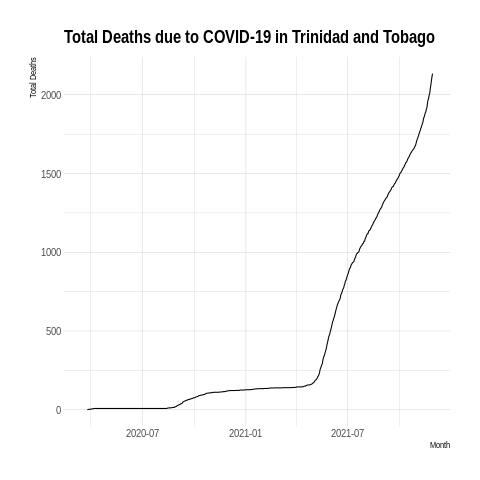 Total Deaths due to COVID-19 in Trinidad and Tobago
Total Deaths
2000
1500
1000
500
0
2020-07 2021-01 2021-07
Month